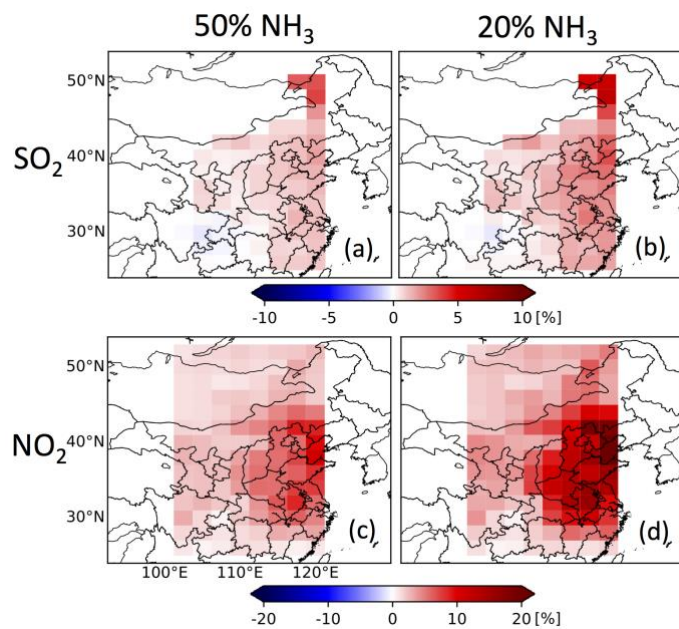 50% NH₃
20% NH₃
SO₂
50°N
40°N
30°N
(a)
(b)
-10 -5 0 5 10 [%]
NO₂
50°N
40°N
30°N
(c)
(d)
100°E 110°E 120°E
-20 -10 0 10 20 [%]